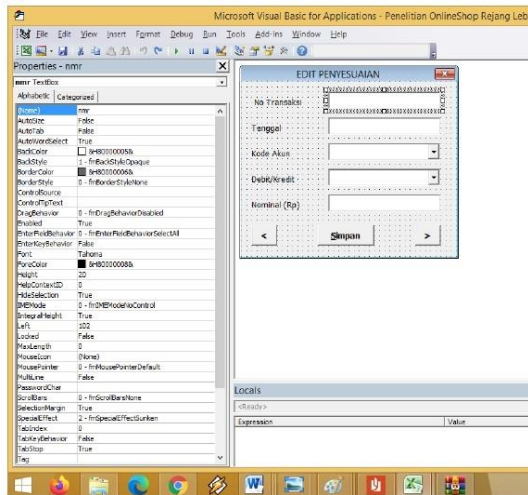 Microsoft Visual Basic for Applications - Penelitian OnlineShop Rejang Leb
File Edit View Insert Format Debug Run Tools Add-Ins Window Help
Properties - nmr
nmr TextBox
Alphabetic Categorized
(Name) nmr
AutoSize False
AutoTab False
AutoWordSelect True
BackColor &H80000005&
BackStyle 1 - fmBackStyleOpaque
BorderColor &H80000006&
BorderStyle 0 - fmBorderStyleNone
ControlSource
ControlTipText
DragBehavior 0 - fmDragBehaviorDisabled
Enabled True
EnterFieldBehavior 0 - fmEnterFieldBehaviorSelectAll
EnterKeyBehavior False
Font Tahoma
ForeColor &H80000008&
Height 20
HelpContextID 0
HideSelection True
IMEMode 0 - fmIMEModeNoControl
IntegralHeight True
Left 102
Locked False
MaxLength 0
MouseIcon (None)
MousePointer 0 - fmMousePointerDefault
MultiLine False
PasswordChar
ScrollBars 0 - fmScrollBarsNone
SelectionMargin True
SpecialEffect 2 - fmSpecialEffectSunken
TabIndex 0
TabKeyBehavior False
TabStop True
Tag
EDIT PENYESUAIAN
No Transaksi
Tanggal
Kode Akun
Debit/Kredit
Nominal (Rp)
< Simpan >
Locals
<Ready>
Expression Value